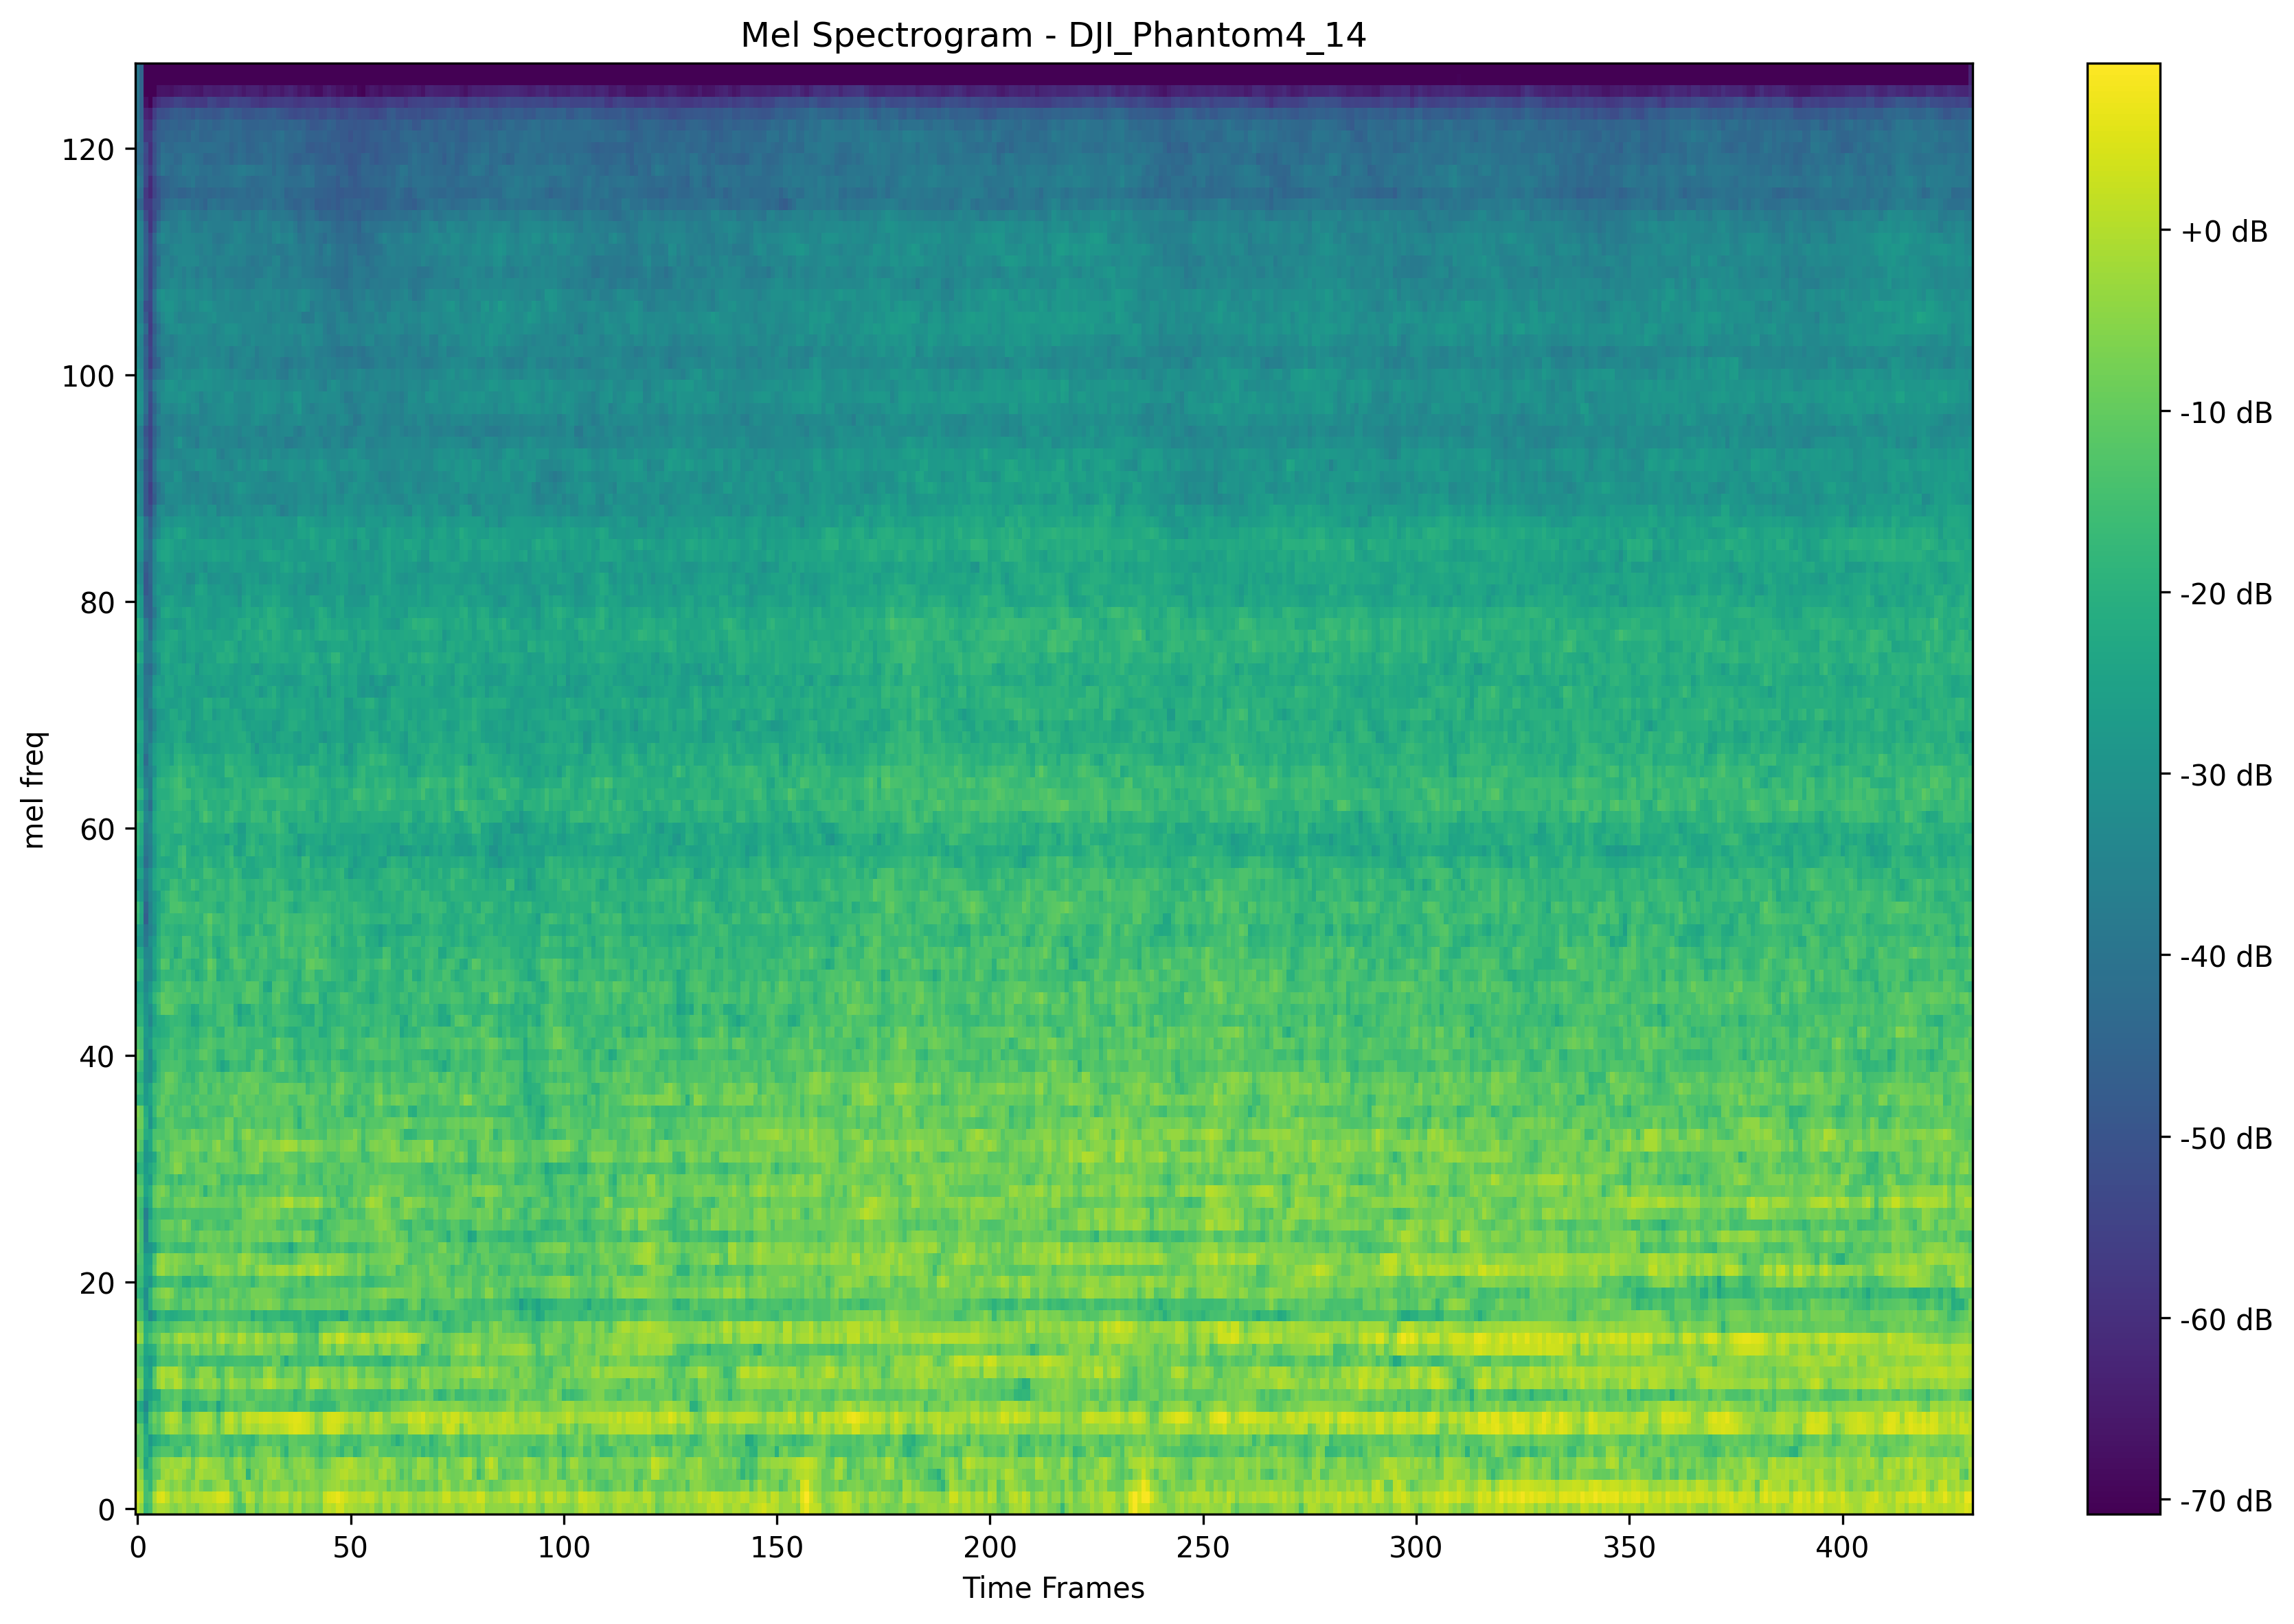 Mel Spectrogram - DJI_Phantom4_14
mel freq
120
100
80
60
40
20
0
0 50 100 150 200 250 300 350 400
Time Frames
+0 dB
-10 dB
-20 dB
-30 dB
-40 dB
-50 dB
-60 dB
-70 dB